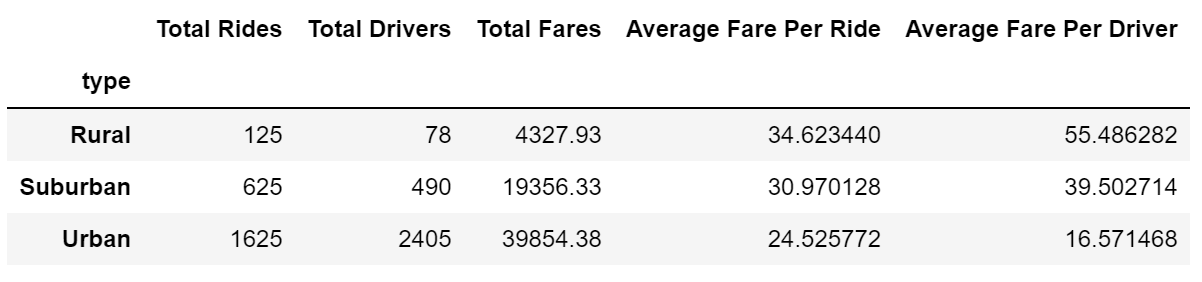 Total Rides Total Drivers Total Fares Average Fare Per Ride Average Fare Per Driver
type
Rural 125 78 4327.93 34.623440 55.486282
Suburban 625 490 19356.33 30.970128 39.502714
Urban 1625 2405 39854.38 24.525772 16.571468